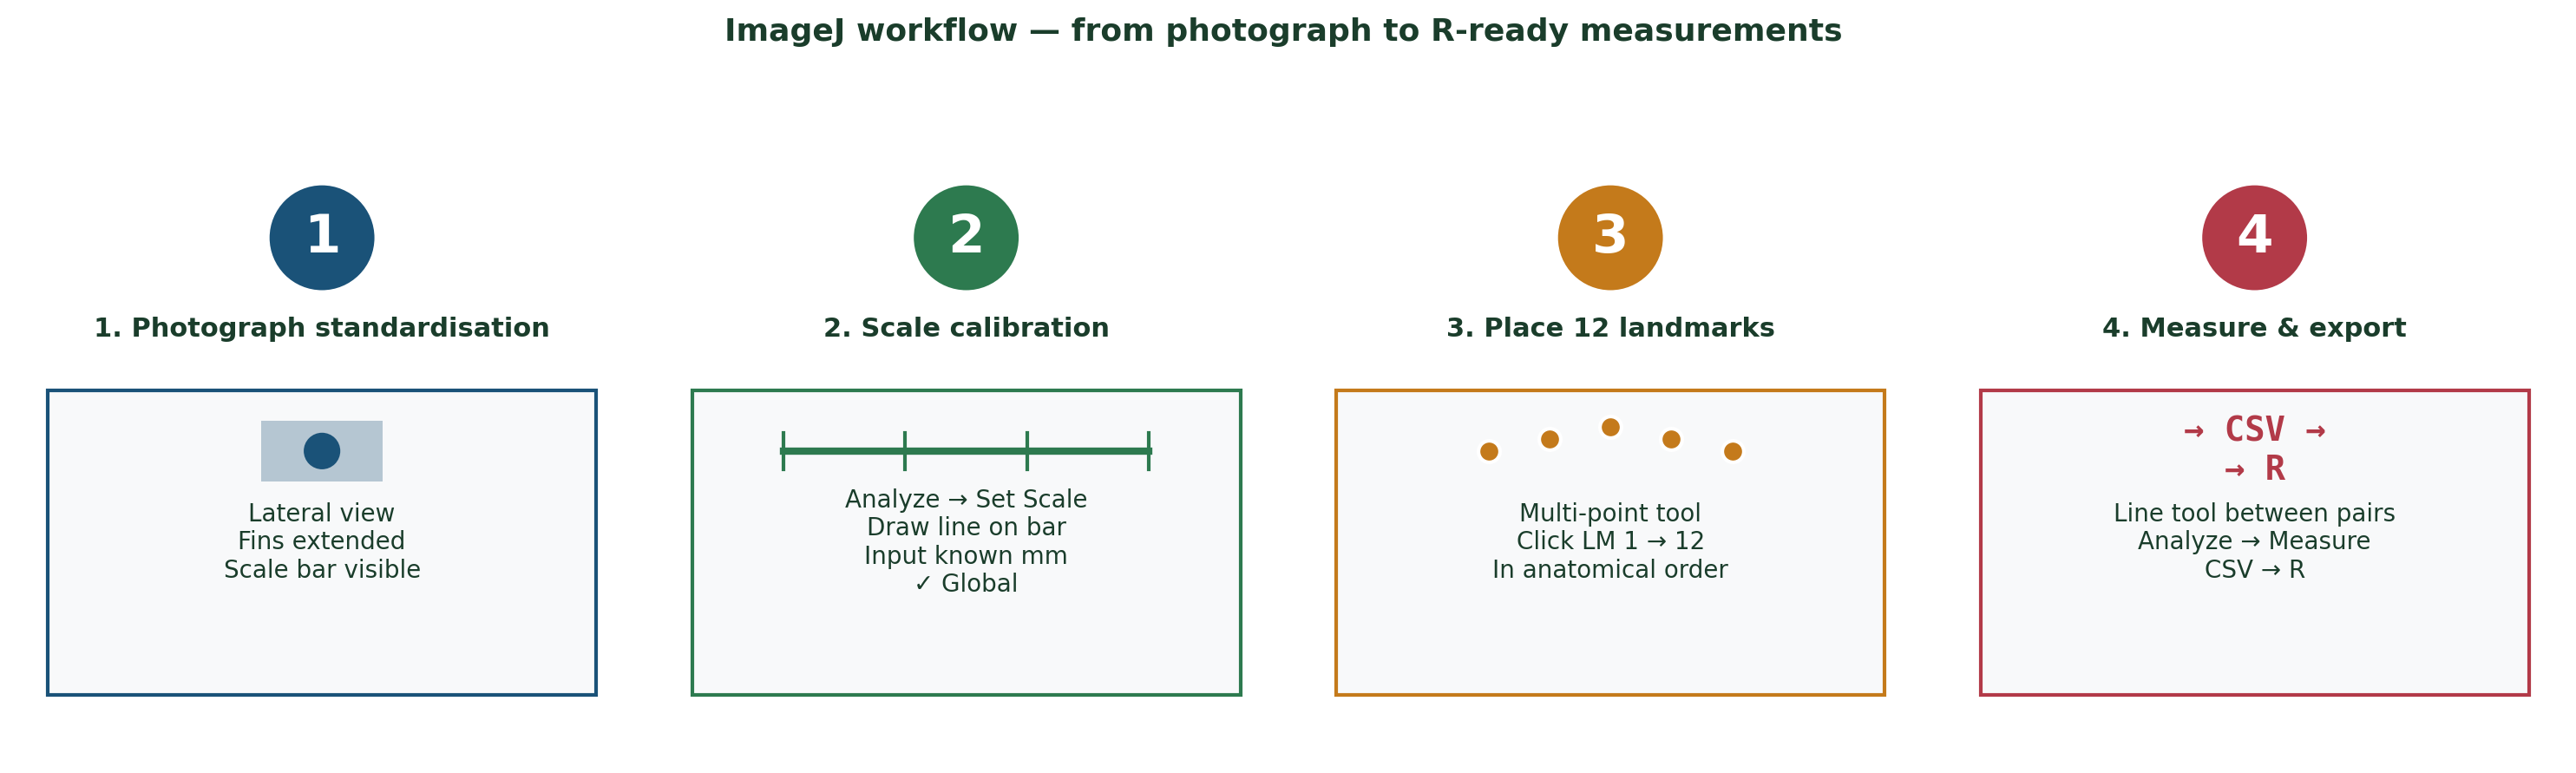 ImageJ workflow — from photograph to R-ready measurements
1
1. Photograph standardisation
Lateral view
Fins extended
Scale bar visible
2
2. Scale calibration
Analyze → Set Scale
Draw line on bar
Input known mm
✓ Global
3
3. Place 12 landmarks
Multi-point tool
Click LM 1 → 12
In anatomical order
4
4. Measure & export
→ CSV →
→ R
Line tool between pairs
Analyze → Measure
CSV → R